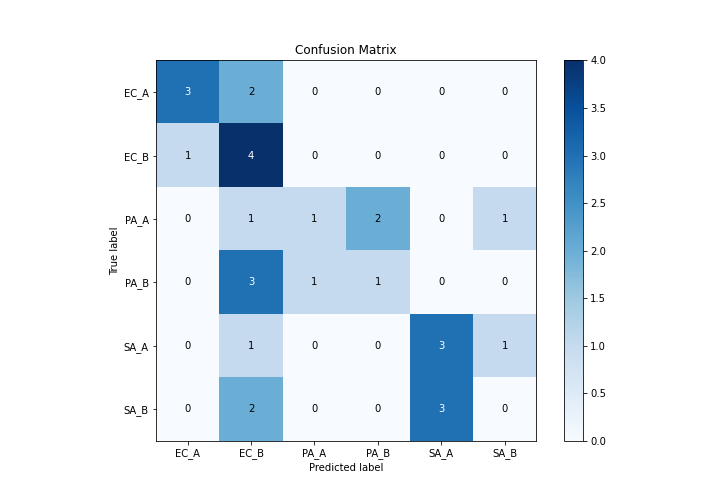 Confusion Matrix
True label
EC_A 3 2 0 0 0 0
EC_B 1 4 0 0 0 0
PA_A 0 1 1 2 0 1
PA_B 0 3 1 1 0 0
SA_A 0 1 0 0 3 1
SA_B 0 2 0 0 3 0
EC_A EC_B PA_A PA_B SA_A SA_B
Predicted label
4.0
3.5
3.0
2.5
2.0
1.5
1.0
0.5
0.0